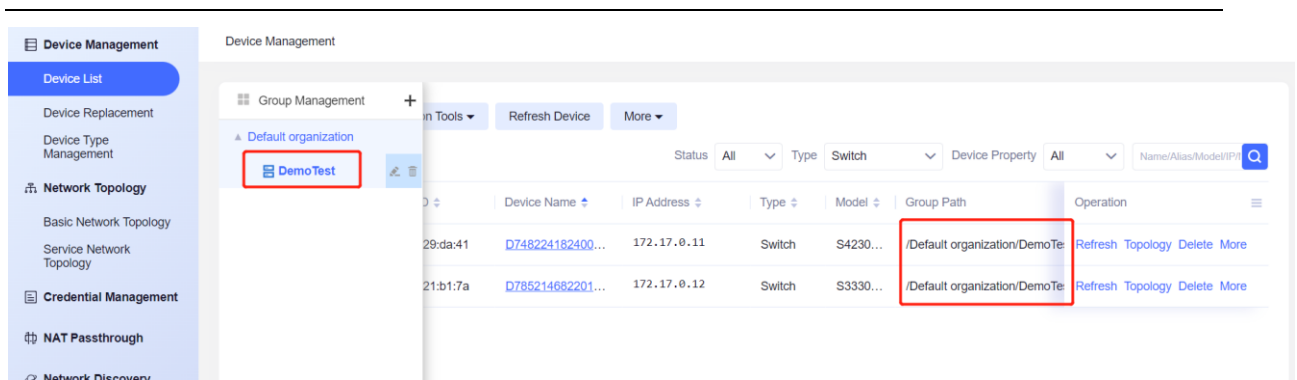 Device Management
Device Management
Device List
Device Replacement
Device Type
Management
Network Topology
Basic Network Topology
Service Network
Topology
Credential Management
NAT Passthrough
Network Discovery
Group Management +
Default organization
DemoTest
Tools Refresh Device More
Status All Type Switch Device Property All Name/Alias/Model/IP/
Device Name IP Address Type Model Group Path Operation
29:da:41 D748224182400... 172.17.0.11 Switch S4230... /Default organization/DemoTe Refresh Topology Delete More
21:b1:7a D785214682201... 172.17.0.12 Switch S3330... /Default organization/DemoTe Refresh Topology Delete More